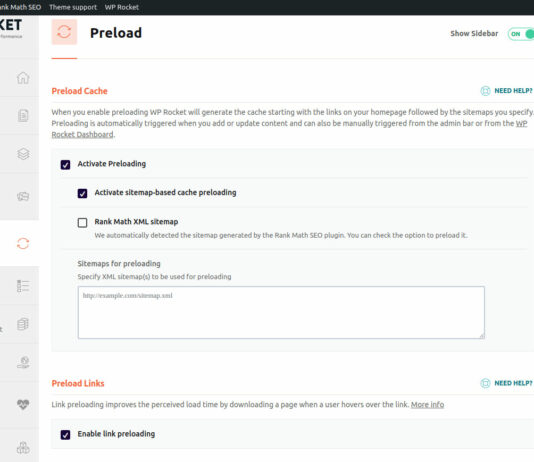 Rank Math SEO Theme support WP Rocket
KET
Preload
Show Sidebar
ON
Preload Cache
NEED HELP?
When you enable preloading WP Rocket will generate the cache starting with the links on your homepage followed by the sitemaps you specify.
Preloading is automatically triggered when you add or update content and can also be manually triggered from the admin bar or from the WP
Rocket Dashboard.
Activate Preloading
Activate sitemap-based cache preloading
Rank Math XML sitemap
We automatically detected the sitemap generated by the Rank Math SEO plugin. You can check the option to preload it.
Sitemaps for preloading
Specify XML sitemap(s) to be used for preloading
http://example.com/sitemap.xml
t
Preload Links
NEED HELP?
Link preloading improves the perceived load time by downloading a page when a user hovers over the link. More info
Enable link preloading